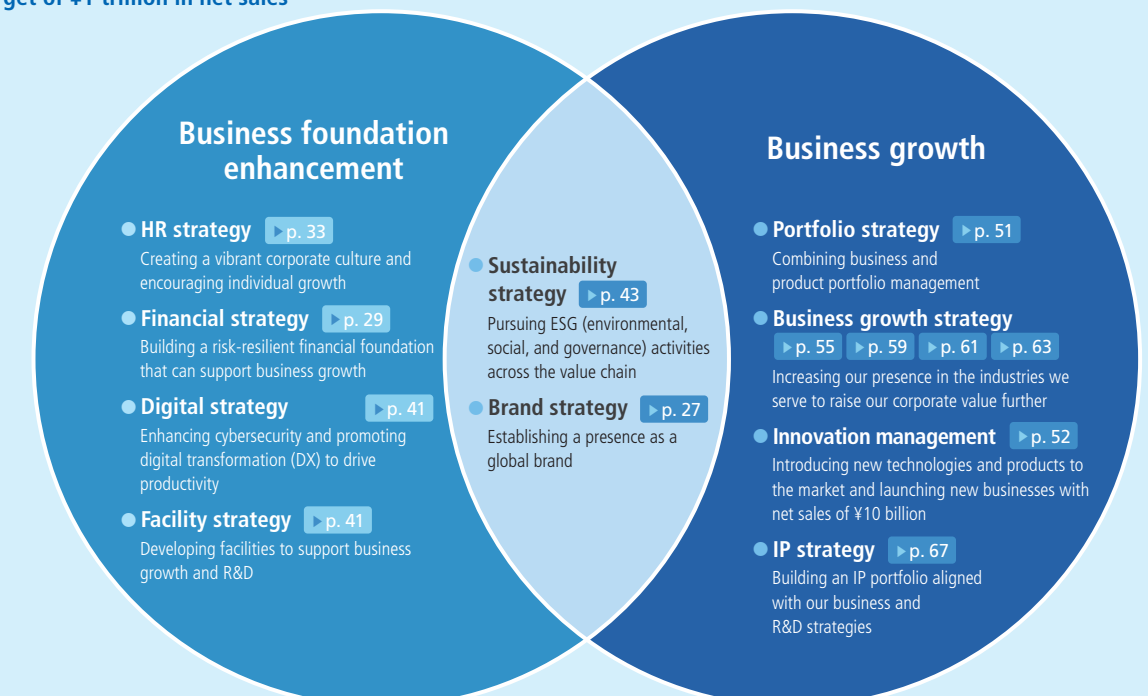 get of ¥1 trillion in net sales
Business foundation
enhancement
HR strategy ▶p. 33
Creating a vibrant corporate culture and
encouraging individual growth
Financial strategy ▶p. 29
Building a risk-resilient financial foundation
that can support business growth
Digital strategy ▶p. 41
Enhancing cybersecurity and promoting
digital transformation (DX) to drive
productivity
Facility strategy ▶p. 41
Developing facilities to support business
growth and R&D
Sustainability
strategy ▶p. 43
Pursuing ESG (environmental,
social, and governance) activities
across the value chain
Brand strategy ▶p. 27
Establishing a presence as a
global brand
Business growth
Portfolio strategy ▶p. 51
Combining business and
product portfolio management
Business growth strategy
▶p. 55 ▶p. 59 ▶p. 61 ▶p. 63
Increasing our presence in the industries we
serve to raise our corporate value further
Innovation management ▶p. 52
Introducing new technologies and products to
the market and launching new businesses with
net sales of ¥10 billion
IP strategy ▶p. 67
Building an IP portfolio aligned
with our business and
R&D strategies